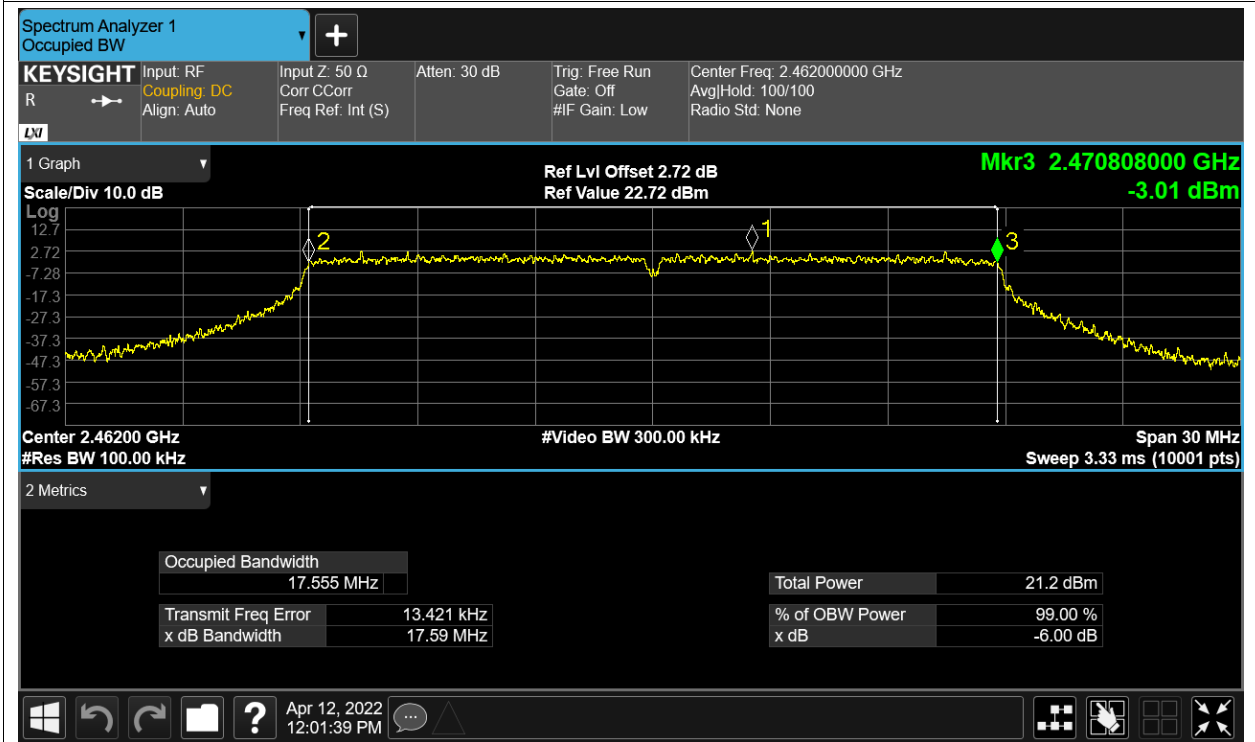 Spectrum Analyzer 1
Occupied BW
KEYSIGHT
R
LXI
Input: RF
Coupling: DC
Align: Auto
Input Z: 50 Ω
Corr CCorr
Freq Ref: Int (S)
Atten: 30 dB
Trig: Free Run
Gate: Off
#IF Gain: Low
Center Freq: 2.462000000 GHz
Avg|Hold: 100/100
Radio Std: None
1 Graph
Scale/Div 10.0 dB
Ref Lvl Offset 2.72 dB
Ref Value 22.72 dBm
Mkr3 2.470808000 GHz
-3.01 dBm
Log
12.7
2.72
-7.28
-17.3
-27.3
-37.3
-47.3
-57.3
-67.3
2
1
3
Center 2.46200 GHz
#Video BW 300.00 kHz
Span 30 MHz
#Res BW 100.00 kHz
Sweep 3.33 ms (10001 pts)
2 Metrics
Occupied Bandwidth
17.555 MHz
Total Power 21.2 dBm
Transmit Freq Error 13.421 kHz
% of OBW Power 99.00 %
x dB Bandwidth 17.59 MHz
x dB -6.00 dB
?
Apr 12, 2022
12:01:39 PM